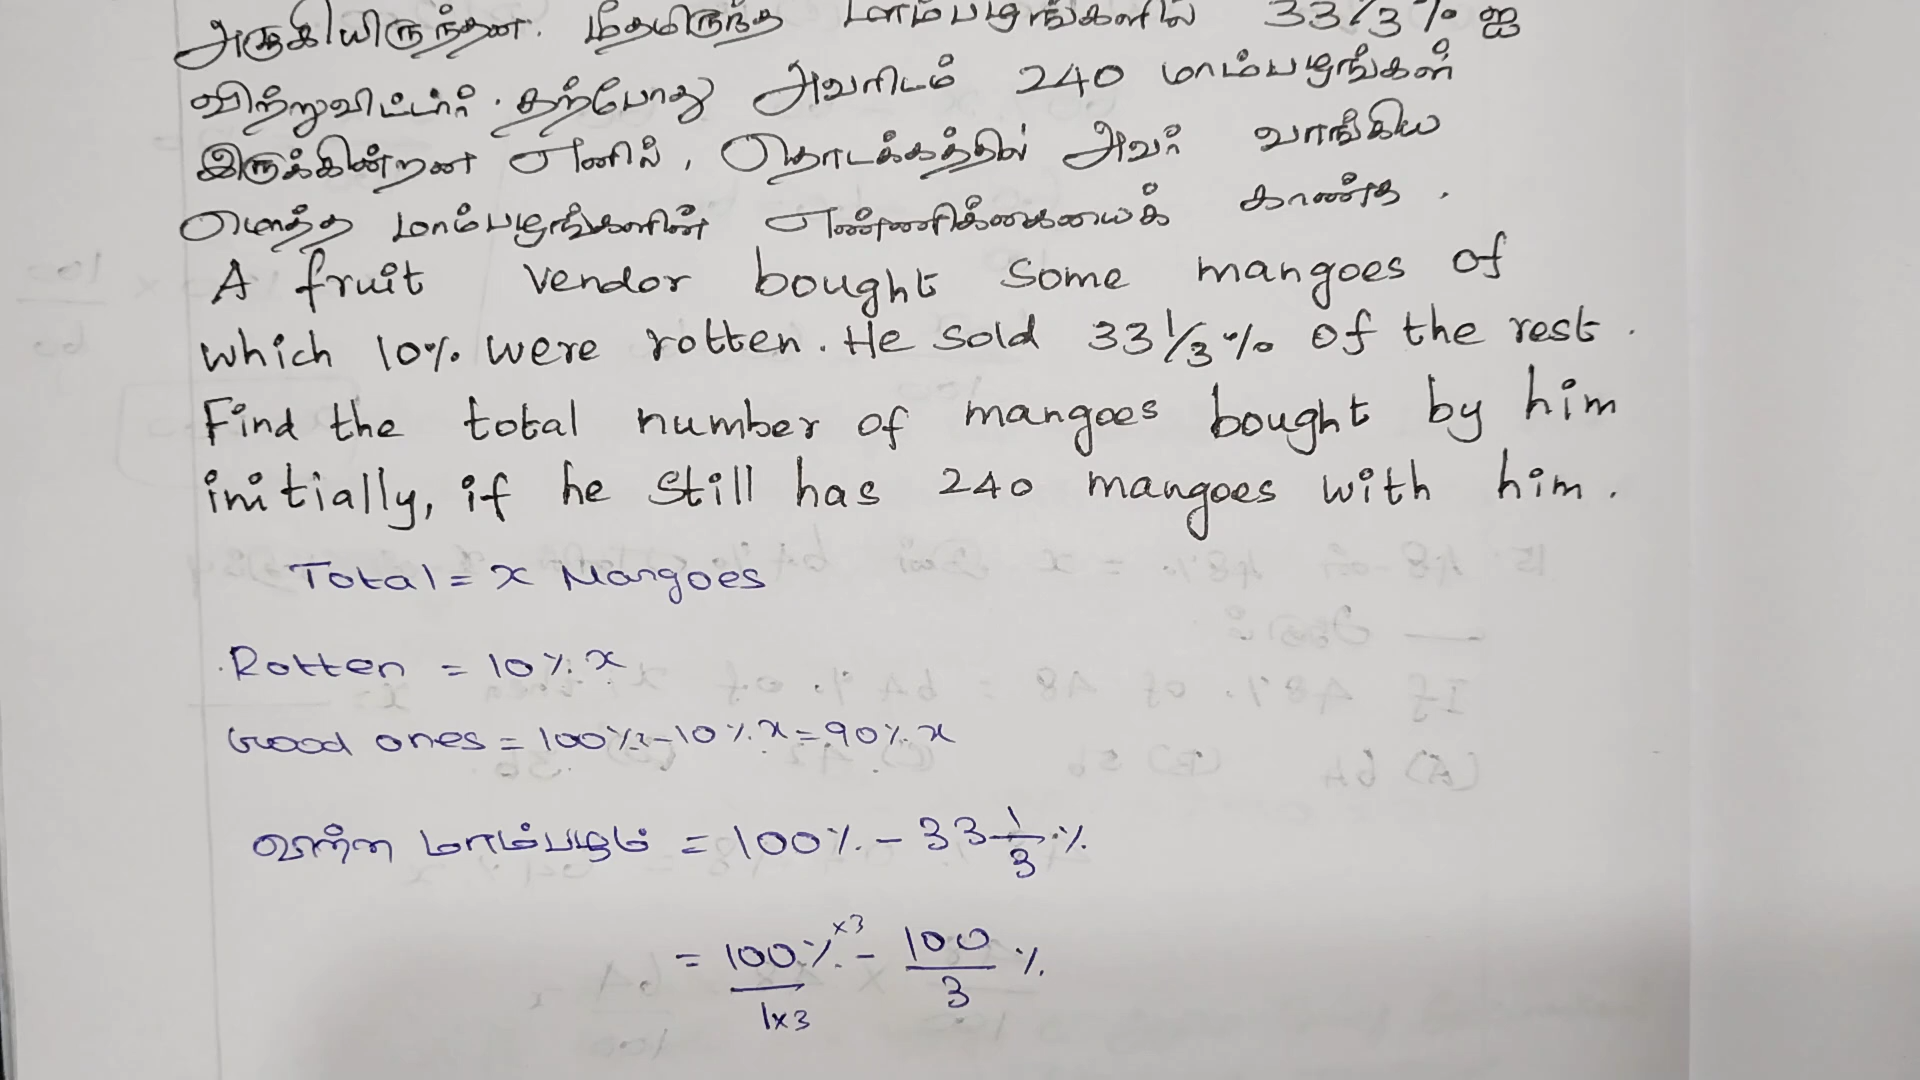 அழுகியிருந்தன. மீதமிருந்த மாம்பழங்களில் 33 1/3 % ஐ
விற்றுவிட்டார். தற்போது அவரிடம் 240 மாம்பழங்கள்
இருக்கின்றன எனில், தொடக்கத்தில் அவர் வாங்கிய
மொத்த மாம்பழங்களின் எண்ணிக்கையைக் காண்க.
A fruit vendor bought some mangoes of
which 10% were rotten. He sold 33 1/3 % of the rest.
Find the total number of mangoes bought by him
initially, if he still has 240 mangoes with him.
Total = x Mangoes
Rotten = 10% x
Good ones = 100% x - 10% x = 90% x
மாம்பழம் = 100% - 33 1/3 %
= 100% ×3 / 1×3 - 100/3 %